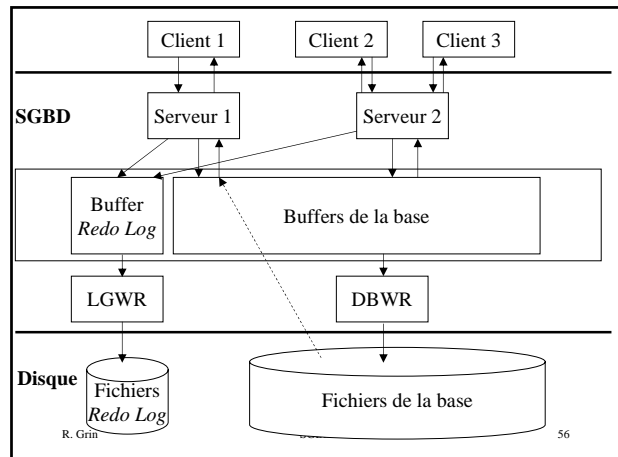 Client 1
Client 2
Client 3
SGBD
Serveur 1
Serveur 2
Buffer
Redo Log
Buffers de la base
LGWR
DBWR
Disque
Fichiers
Redo Log
Fichiers de la base
R. Grin
56